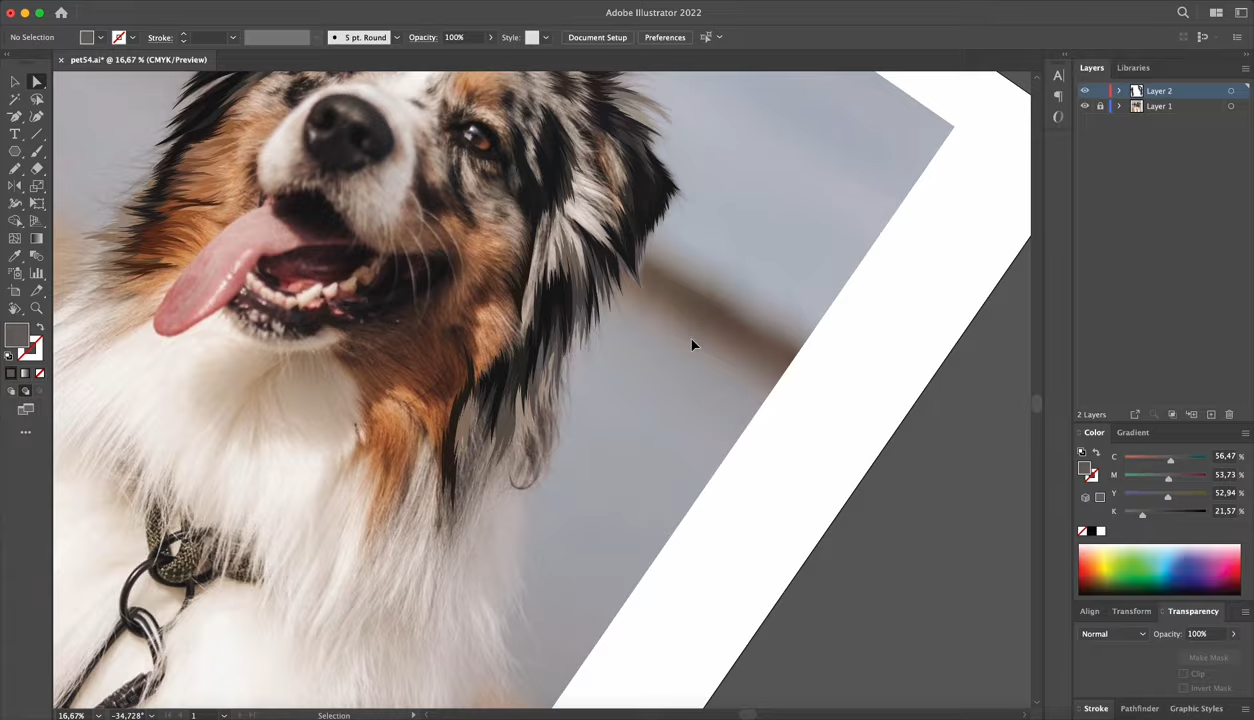 Adobe Illustrator 2022
No Selection
Stroke:
5 pt. Round
Opacity: 100%
Style:
Document Setup
Preferences
pet54.ai* @ 16,67 % (CMYK/Preview)
Layers
Libraries
Layer 2
Layer 1
2 Layers
Color
Gradient
C 56,47 %
M 53,73 %
Y 52,94 %
K 21,57 %
Align
Transform
Transparency
Normal
Opacity: 100%
Make Mask
Clip
Invert Mask
16,67%
-34,728°
1
Selection
Stroke
Pathfinder
Graphic Styles